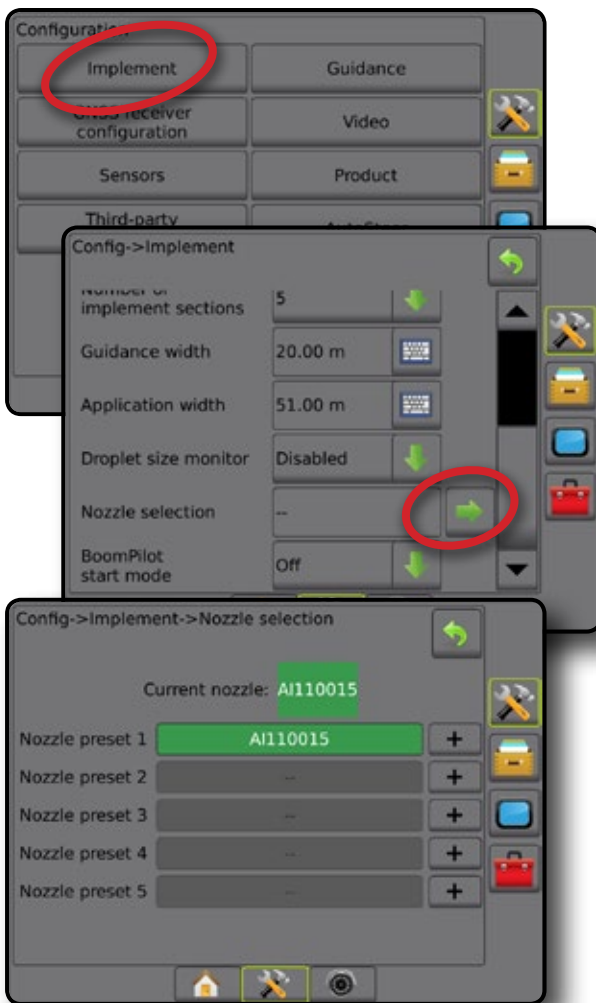 Configuration
Implement
Guidance
GNSS receiver
configuration
Video
Sensors
Product
Third-party
Config->Implement
Number of
implement sections
5
Guidance width
20.00 m
Application width
51.00 m
Droplet size monitor
Disabled
Nozzle selection
--
BoomPilot
start mode
Off
Config->Implement->Nozzle selection
Current nozzle: AI110015
Nozzle preset 1 AI110015 +
Nozzle preset 2 -- +
Nozzle preset 3 -- +
Nozzle preset 4 -- +
Nozzle preset 5 -- +